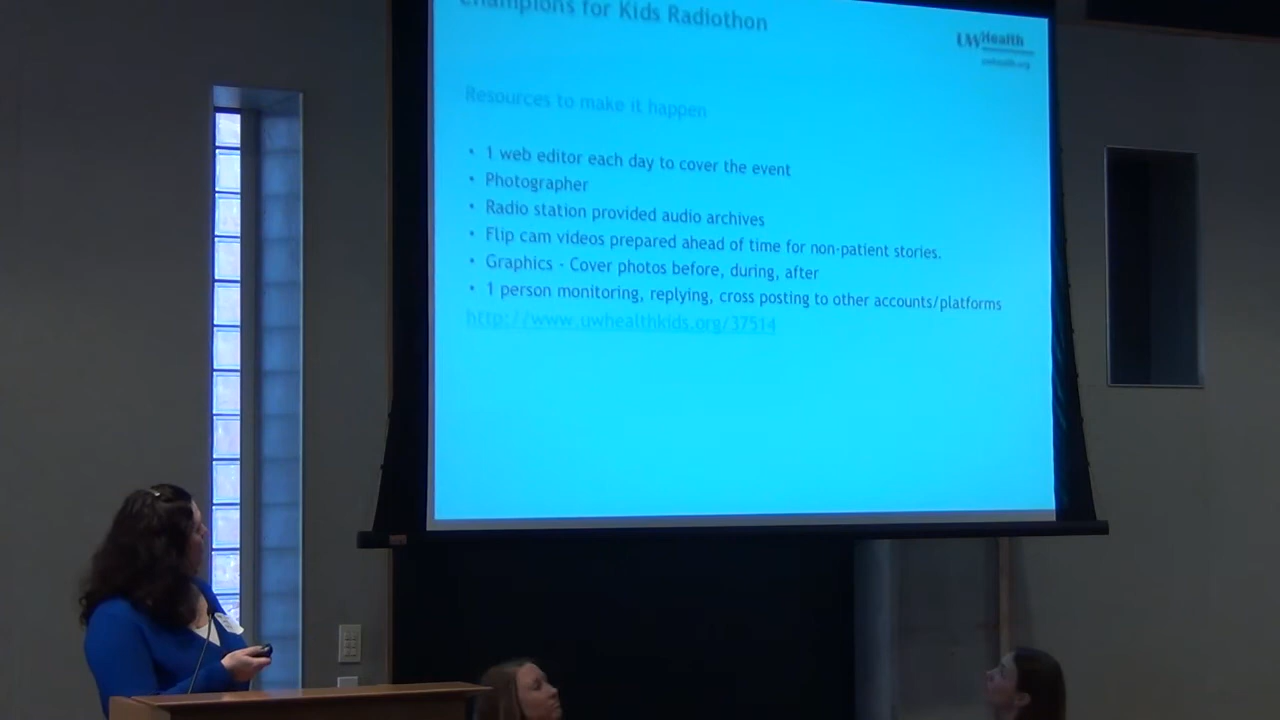 Champions for Kids Radiothon
UWHealth
uwhealth.org
Resources to make it happen
• 1 web editor each day to cover the event
• Photographer
• Radio station provided audio archives
• Flip cam videos prepared ahead of time for non-patient stories.
• Graphics - Cover photos before, during, after
• 1 person monitoring, replying, cross posting to other accounts/platforms
http://www.uwhealthkids.org/37514